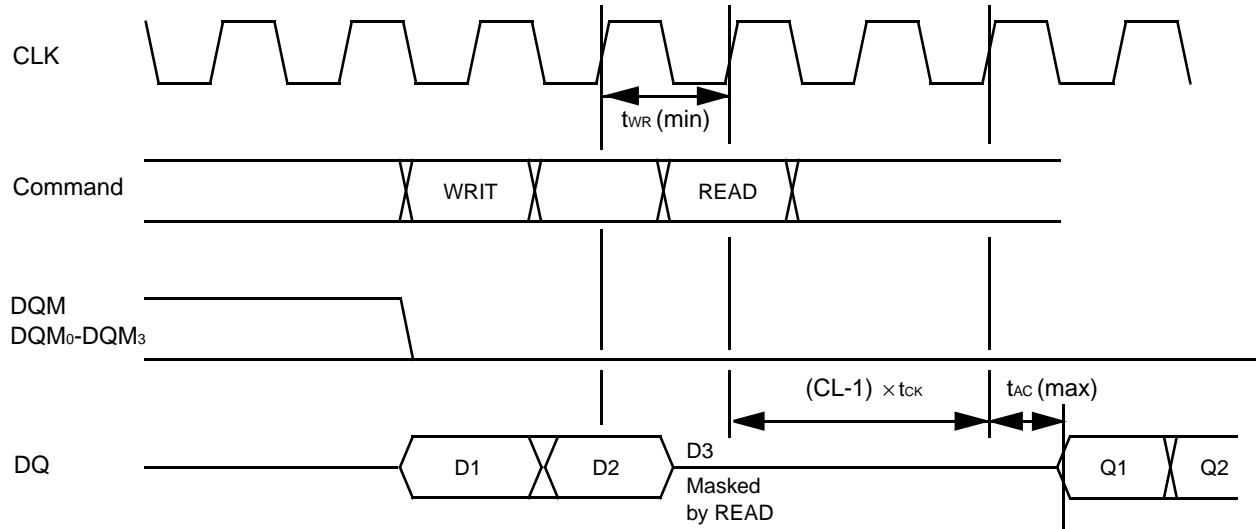 CLK
tWR (min)
Command
WRIT
READ
DQM
DQM0-DQM3
(CL-1) × tCK
tAC (max)
DQ
D1
D2
D3
Masked
by READ
Q1
Q2